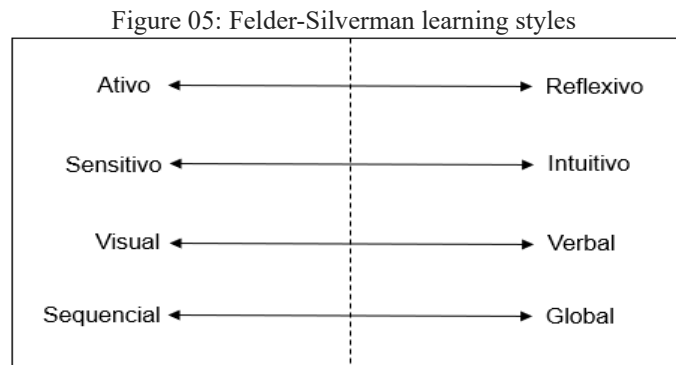 Figure 05: Felder-Silverman learning styles
Ativo Reflexivo
Sensitivo Intuitivo
Visual Verbal
Sequencial Global